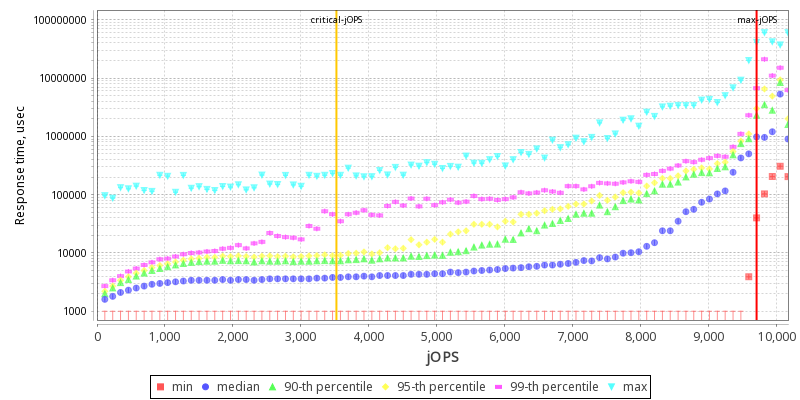 critical-jOPS max-jOPS
100000000
10000000
1000000
100000
10000
1000
Response time, usec
0 1,000 2,000 3,000 4,000 5,000 6,000 7,000 8,000 9,000 10,000
jOPS
min median 90-th percentile 95-th percentile 99-th percentile max